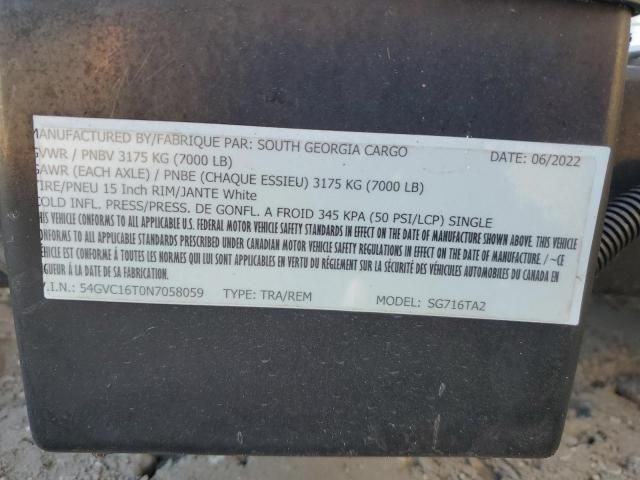 MANUFACTURED BY/FABRIQUE PAR: SOUTH GEORGIA CARGO DATE: 06/2022
GVWR / PNBV 3175 KG (7000 LB)
GAWR (EACH AXLE) / PNBE (CHAQUE ESSIEU) 3175 KG (7000 LB)
TIRE/PNEU 15 Inch RIM/JANTE White
COLD INFL. PRESS/PRESS. DE GONFL. A FROID 345 KPA (50 PSI/LCP) SINGLE
THIS VEHICLE CONFORMS TO ALL APPLICABLE U.S. FEDERAL MOTOR VEHICLE SAFETY STANDARDS IN EFFECT ON THE DATE OF MANUFACTURE SHOWN ABOVE. THIS VEHICLE
CONFORMS TO ALL APPLICABLE STANDARDS PRESCRIBED UNDER CANADIAN MOTOR VEHICLE SAFETY REGULATIONS IN EFFECT ON THE DATE OF MANUFACTURE / ~CE
VEHICULE EST CONFORME À TOUTES LES NORMES QUI LUI SONT APPLICABLES EN VERTU DU RÉGLEMENT SUR LA SÉCURITÉ DES VÉHICULES AUTOMOBILES DU CANADA EN
VIGUEUR À LA DATE DE SA FABRICATION.
V.I.N.: 54GVC16T0N7058059 TYPE: TRA/REM MODEL: SG716TA2